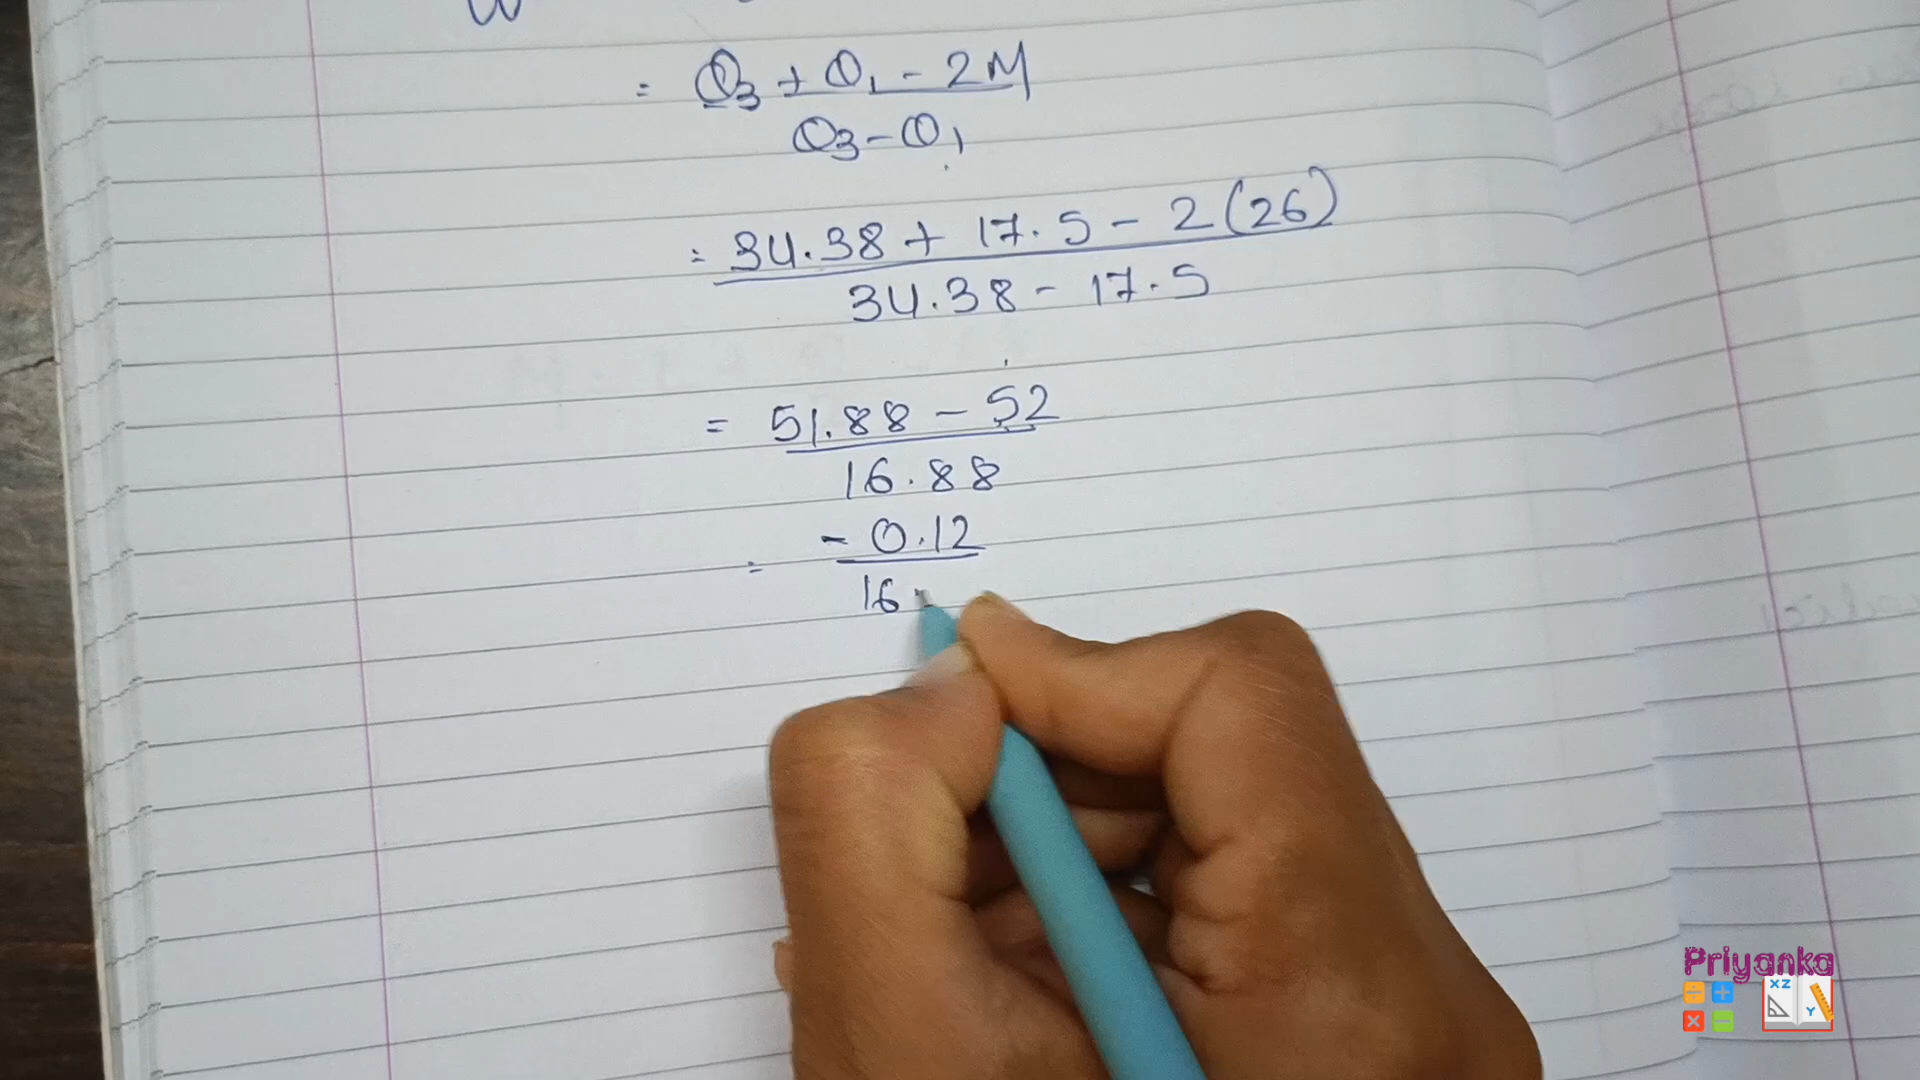 = Q3 + Q1 - 2M
Q3 - Q1
= 34.38 + 17.5 - 2(26)
34.38 - 17.5
= 51.88 - 52
16.88
= - 0.12
16.
Priyanka
XZ
Y